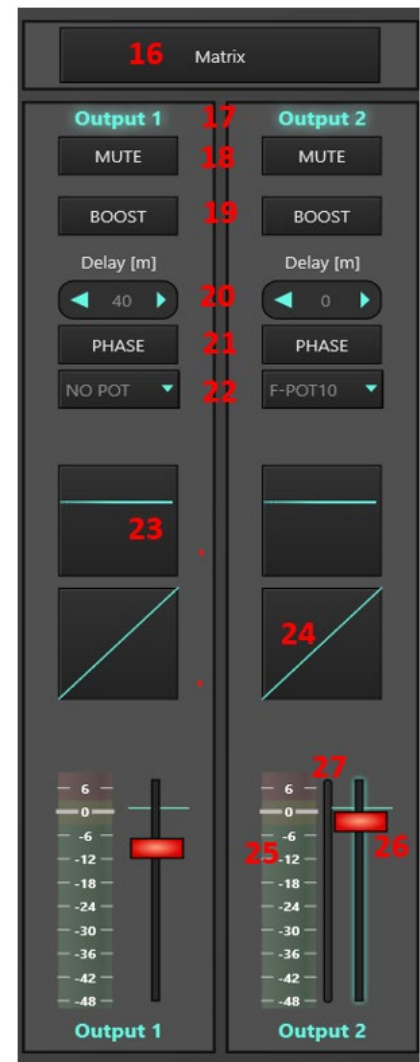 16 Matrix
Output 1 17 Output 2
MUTE 18 MUTE
BOOST 19 BOOST
Delay [m] Delay [m]
40 20 0
PHASE 21 PHASE
NO POT 22 F-POT10
23
24
27
6 6
0 0
-6 -6 26
-12 25 -12
-18 -18
-24 -24
-30 -30
-36 -36
-42 -42
-48 -48
Output 1 Output 2